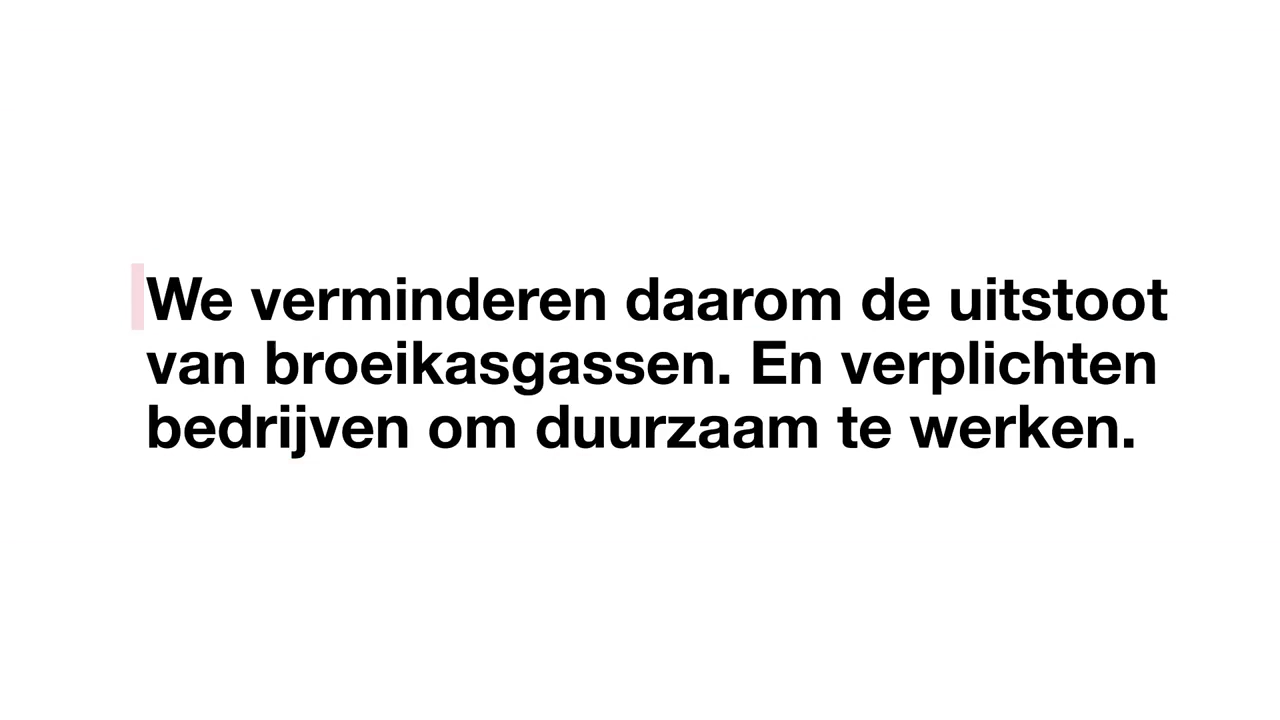 We verminderen daarom de uitstoot
van broeikasgassen. En verplichten
bedrijven om duurzaam te werken.